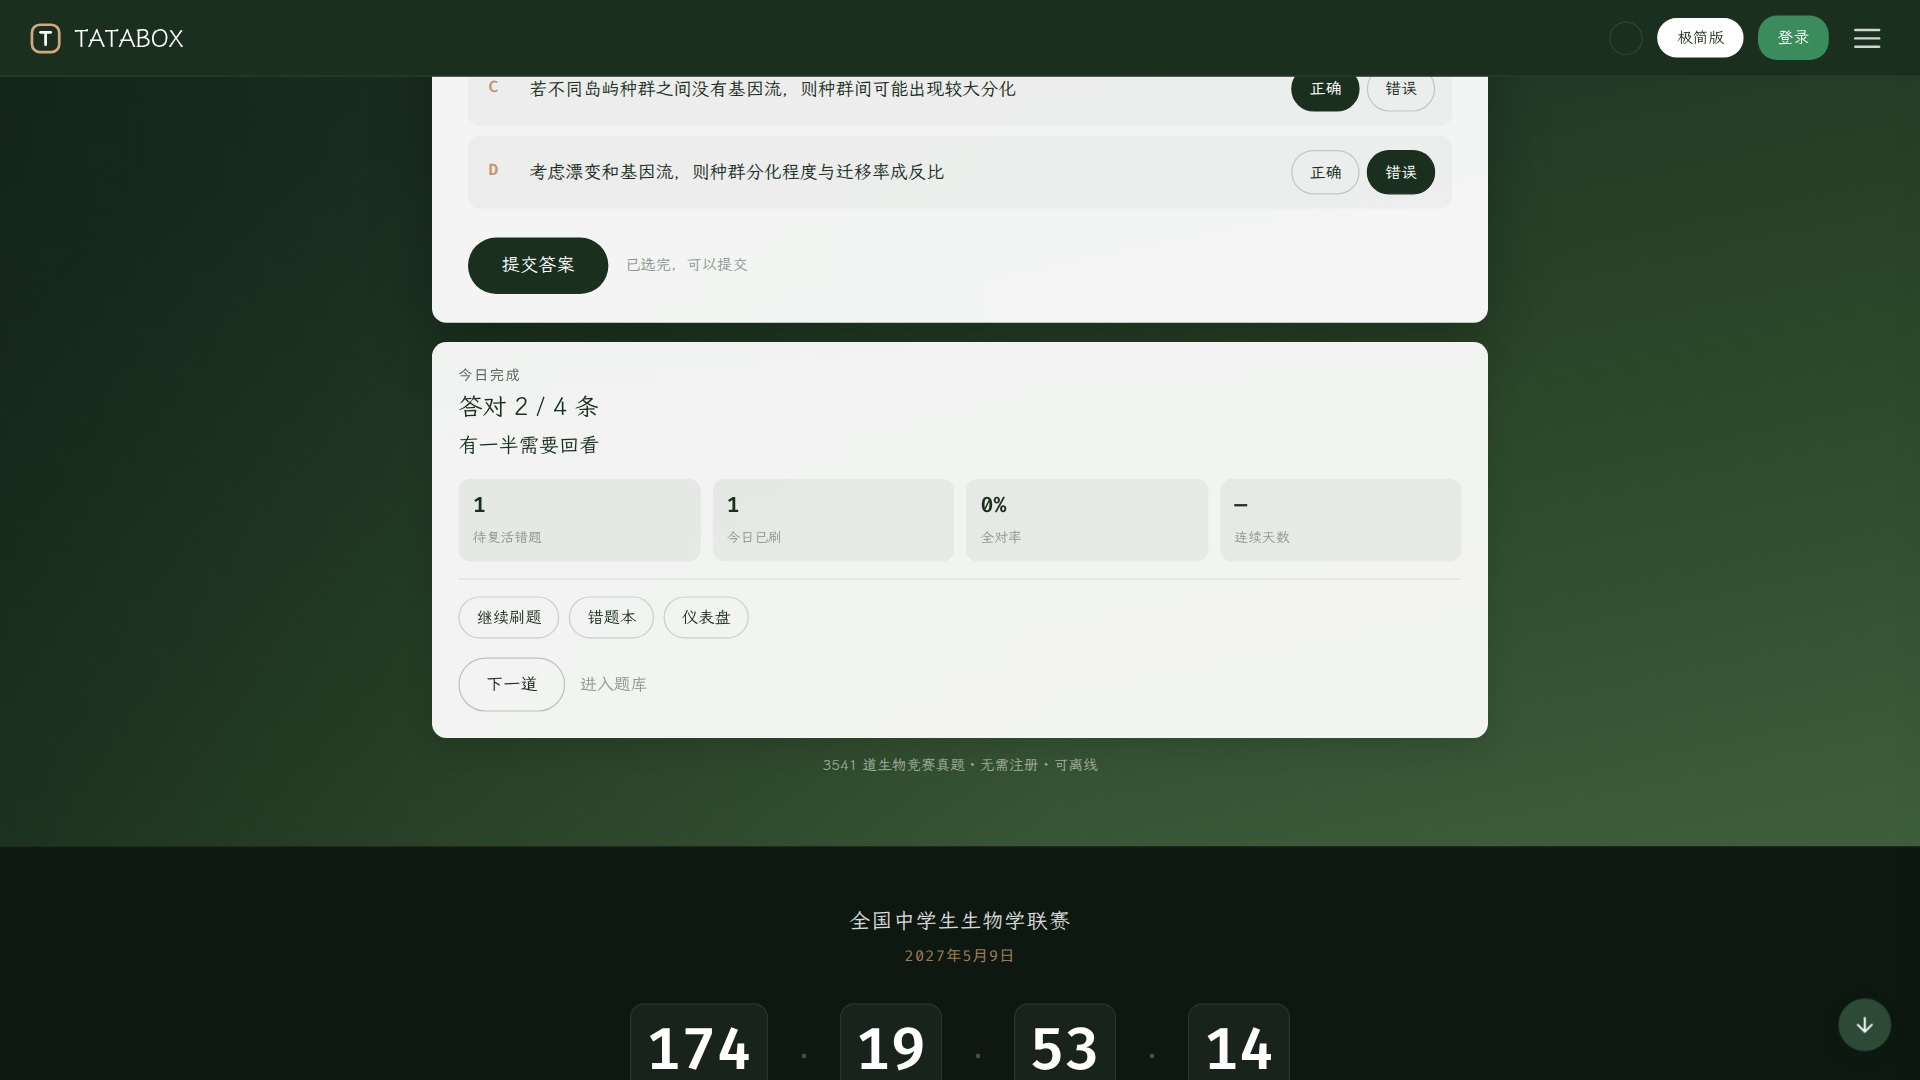 TATABOX
极简版
登录
C 若不同岛屿种群之间没有基因流，则种群间可能出现较大分化 正确 错误
D 考虑漂变和基因流，则种群分化程度与迁移率成反比 正确 错误
提交答案 已选完，可以提交
今日完成
答对 2 / 4 条
有一半需要回看
1
待复活错题
1
今日已刷
0%
全对率
—
连续天数
继续刷题 错题本 仪表盘
下一道 进入题库
3541 道生物竞赛真题・无需注册・可离线
全国中学生生物学联赛
2027年5月9日
174 · 19 · 53 · 14